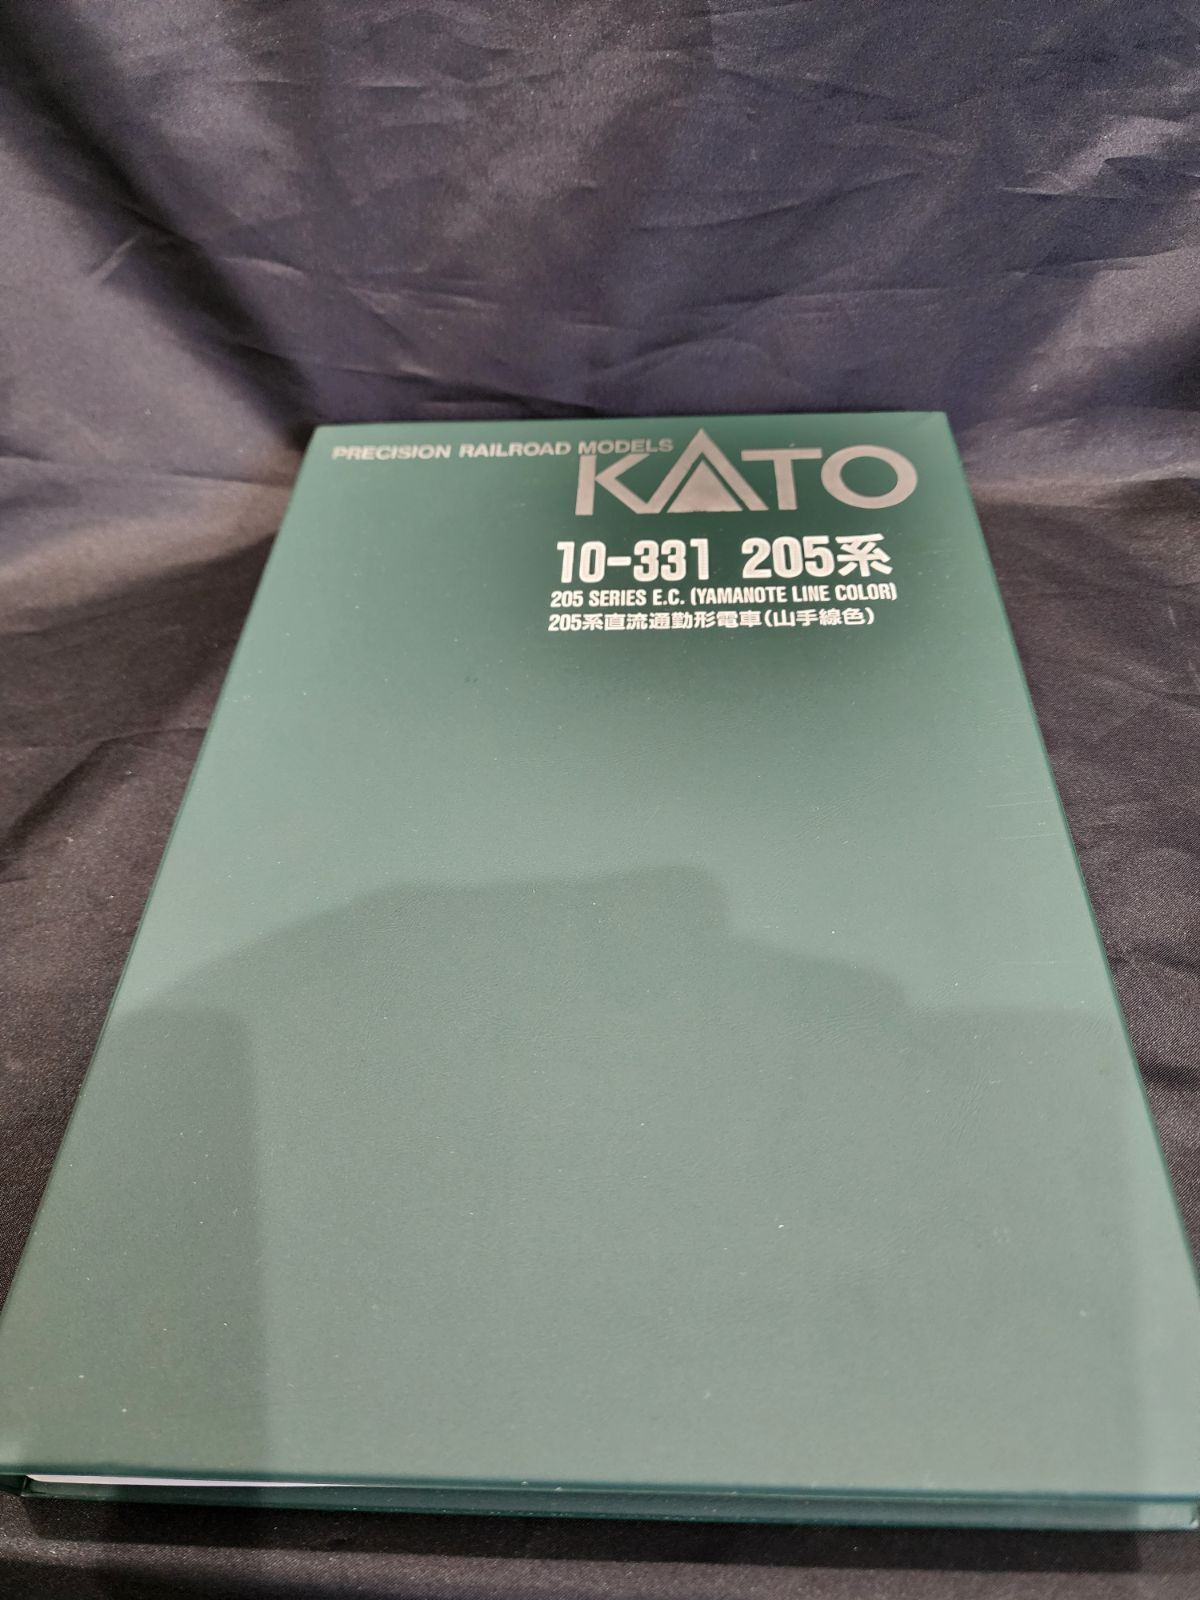 PRECISION RAILROAD MODELS
KATO
10-331 205系
205 SERIES E.C. (YAMANOTE LINE COLOR)
205系直流通勤形電車(山手線色)